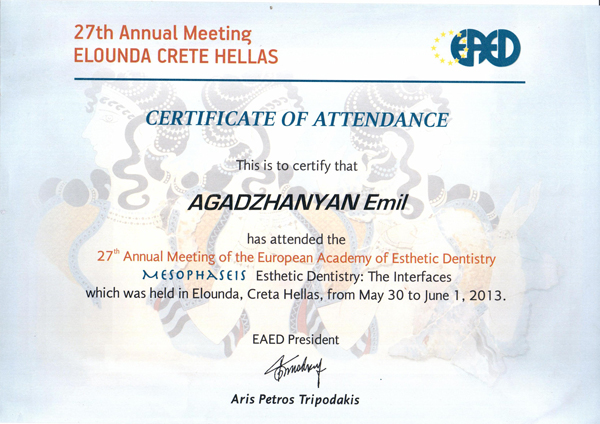 27th Annual Meeting
ELOUNDA CRETE HELLAS
EAED
CERTIFICATE OF ATTENDANCE
This is to certify that
AGADZHANYAN Emil
has attended the
27th Annual Meeting of the European Academy of Esthetic Dentistry
MESOPHASEIS Esthetic Dentistry: The Interfaces
which was held in Elounda, Creta Hellas, from May 30 to June 1, 2013.
EAED President
Aris Petros Tripodakis